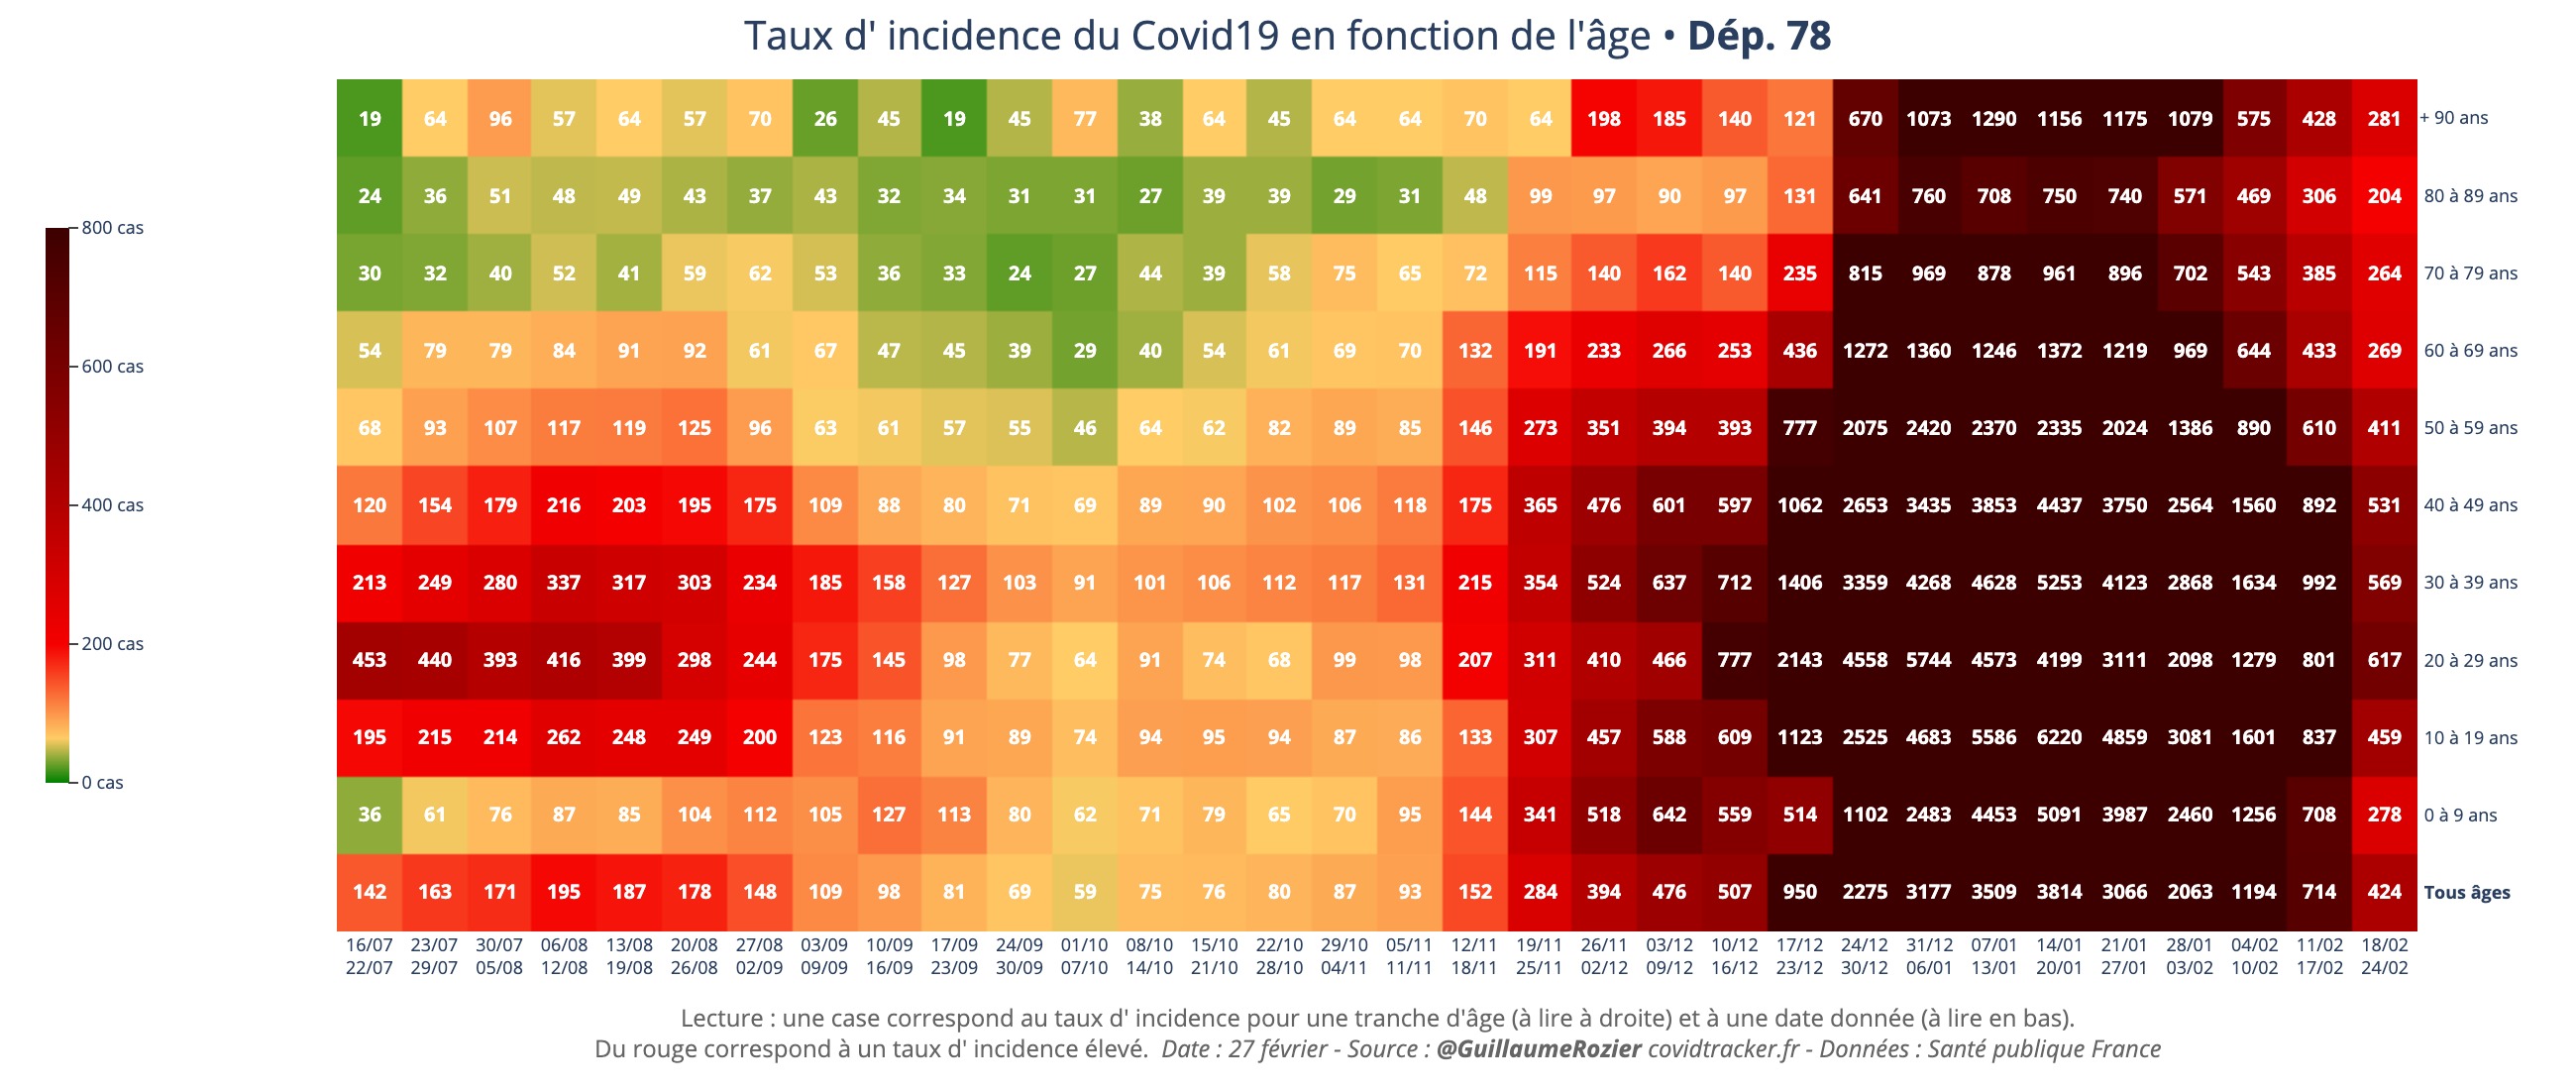 Taux d' incidence du Covid19 en fonction de l'âge • Dép. 78
19 64 96 57 64 57 70 26 45 19 45 77 38 64 45 64 64 70 64 198 185 140 121 670 1073 1290 1156 1175 1079 575 428 281 + 90 ans
24 36 51 48 49 43 37 43 32 34 31 31 27 39 39 29 31 48 99 97 90 97 131 641 760 708 750 740 571 469 306 204 80 à 89 ans
30 32 40 52 41 59 62 53 36 33 24 27 44 39 58 75 65 72 115 140 162 140 235 815 969 878 961 896 702 543 385 264 70 à 79 ans
54 79 79 84 91 92 61 67 47 45 39 29 40 54 61 69 70 132 191 233 266 253 436 1272 1360 1246 1372 1219 969 644 433 269 60 à 69 ans
68 93 107 117 119 125 96 63 61 57 55 46 64 62 82 89 85 146 273 351 394 393 777 2075 2420 2370 2335 2024 1386 890 610 411 50 à 59 ans
120 154 179 216 203 195 175 109 88 80 71 69 89 90 102 106 118 175 365 476 601 597 1062 2653 3435 3853 4437 3750 2564 1560 892 531 40 à 49 ans
213 249 280 337 317 303 234 185 158 127 103 91 101 106 112 117 131 215 354 524 637 712 1406 3359 4268 4628 5253 4123 2868 1634 992 569 30 à 39 ans
453 440 393 416 399 298 244 175 145 98 77 64 91 74 68 99 98 207 311 410 466 777 2143 4558 5744 4573 4199 3111 2098 1279 801 617 20 à 29 ans
195 215 214 262 248 249 200 123 116 91 89 74 94 95 94 87 86 133 307 457 588 609 1123 2525 4683 5586 6220 4859 3081 1601 837 459 10 à 19 ans
36 61 76 87 85 104 112 105 127 113 80 62 71 79 65 70 95 144 341 518 642 559 514 1102 2483 4453 5091 3987 2460 1256 708 278 0 à 9 ans
142 163 171 195 187 178 148 109 98 81 69 59 75 76 80 87 93 152 284 394 476 507 950 2275 3177 3509 3814 3066 2063 1194 714 424 Tous âges
16/07 23/07 30/07 06/08 13/08 20/08 27/08 03/09 10/09 17/09 24/09 01/10 08/10 15/10 22/10 29/10 05/11 12/11 19/11 26/11 03/12 10/12 17/12 24/12 31/12 07/01 14/01 21/01 28/01 04/02 11/02 18/02
22/07 29/07 05/08 12/08 19/08 26/08 02/09 09/09 16/09 23/09 30/09 07/10 14/10 21/10 28/10 04/11 11/11 18/11 25/11 02/12 09/12 16/12 23/12 30/12 06/01 13/01 20/01 27/01 03/02 10/02 17/02 24/02
800 cas
600 cas
400 cas
200 cas
0 cas
Lecture : une case correspond au taux d' incidence pour une tranche d'âge (à lire à droite) et à une date donnée (à lire en bas).
Du rouge correspond à un taux d' incidence élevé. Date : 27 février - Source : @GuillaumeRozier covidtracker.fr - Données : Santé publique France